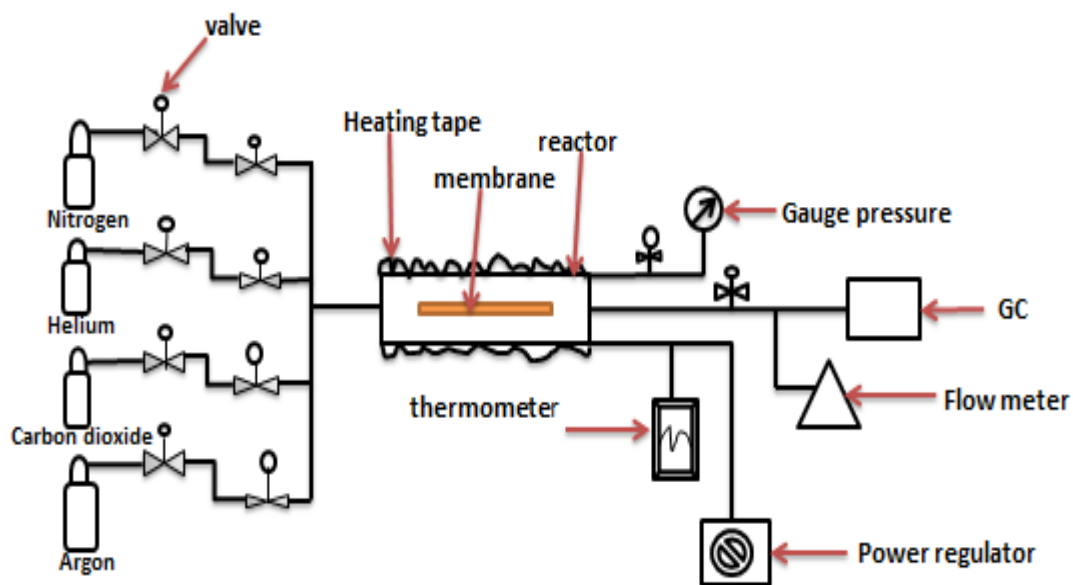 valve
Heating tape
reactor
membrane
Nitrogen
Gauge pressure
Helium
GC
Carbon dioxide
thermometer
Flow meter
Argon
Power regulator